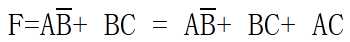 F=AB̅+ BC = AB̅+ BC+ AC